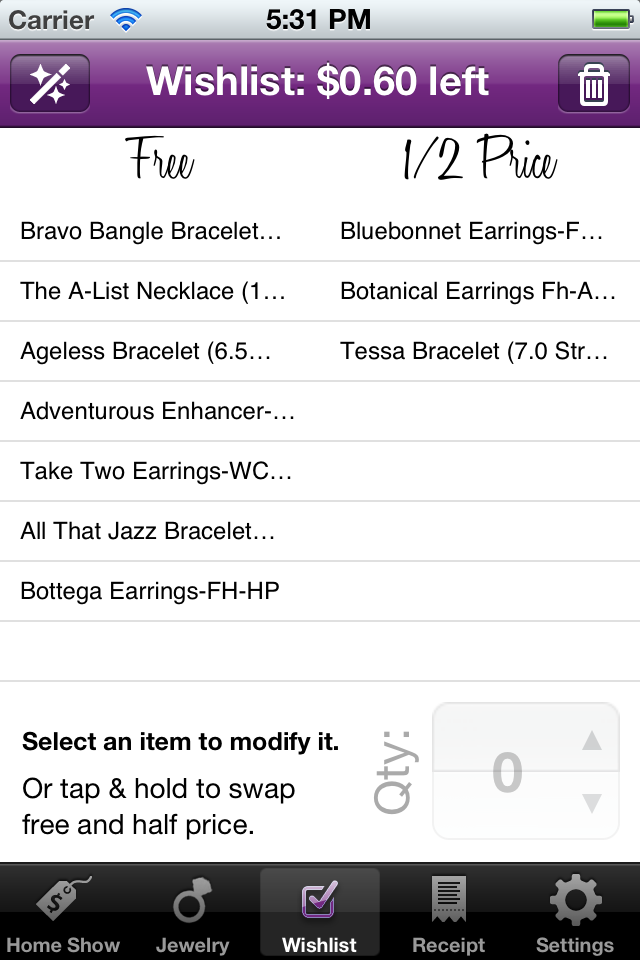 Carrier 5:31 PM
Wishlist: $0.60 left
Free 1/2 Price
Bravo Bangle Bracelet… Bluebonnet Earrings-F…
The A-List Necklace (1… Botanical Earrings Fh-A…
Ageless Bracelet (6.5… Tessa Bracelet (7.0 Str…
Adventurous Enhancer-…
Take Two Earrings-WC…
All That Jazz Bracelet…
Bottega Earrings-FH-HP
Select an item to modify it.
Or tap & hold to swap
free and half price.
Qty: 0
Home Show Jewelry Wishlist Receipt Settings